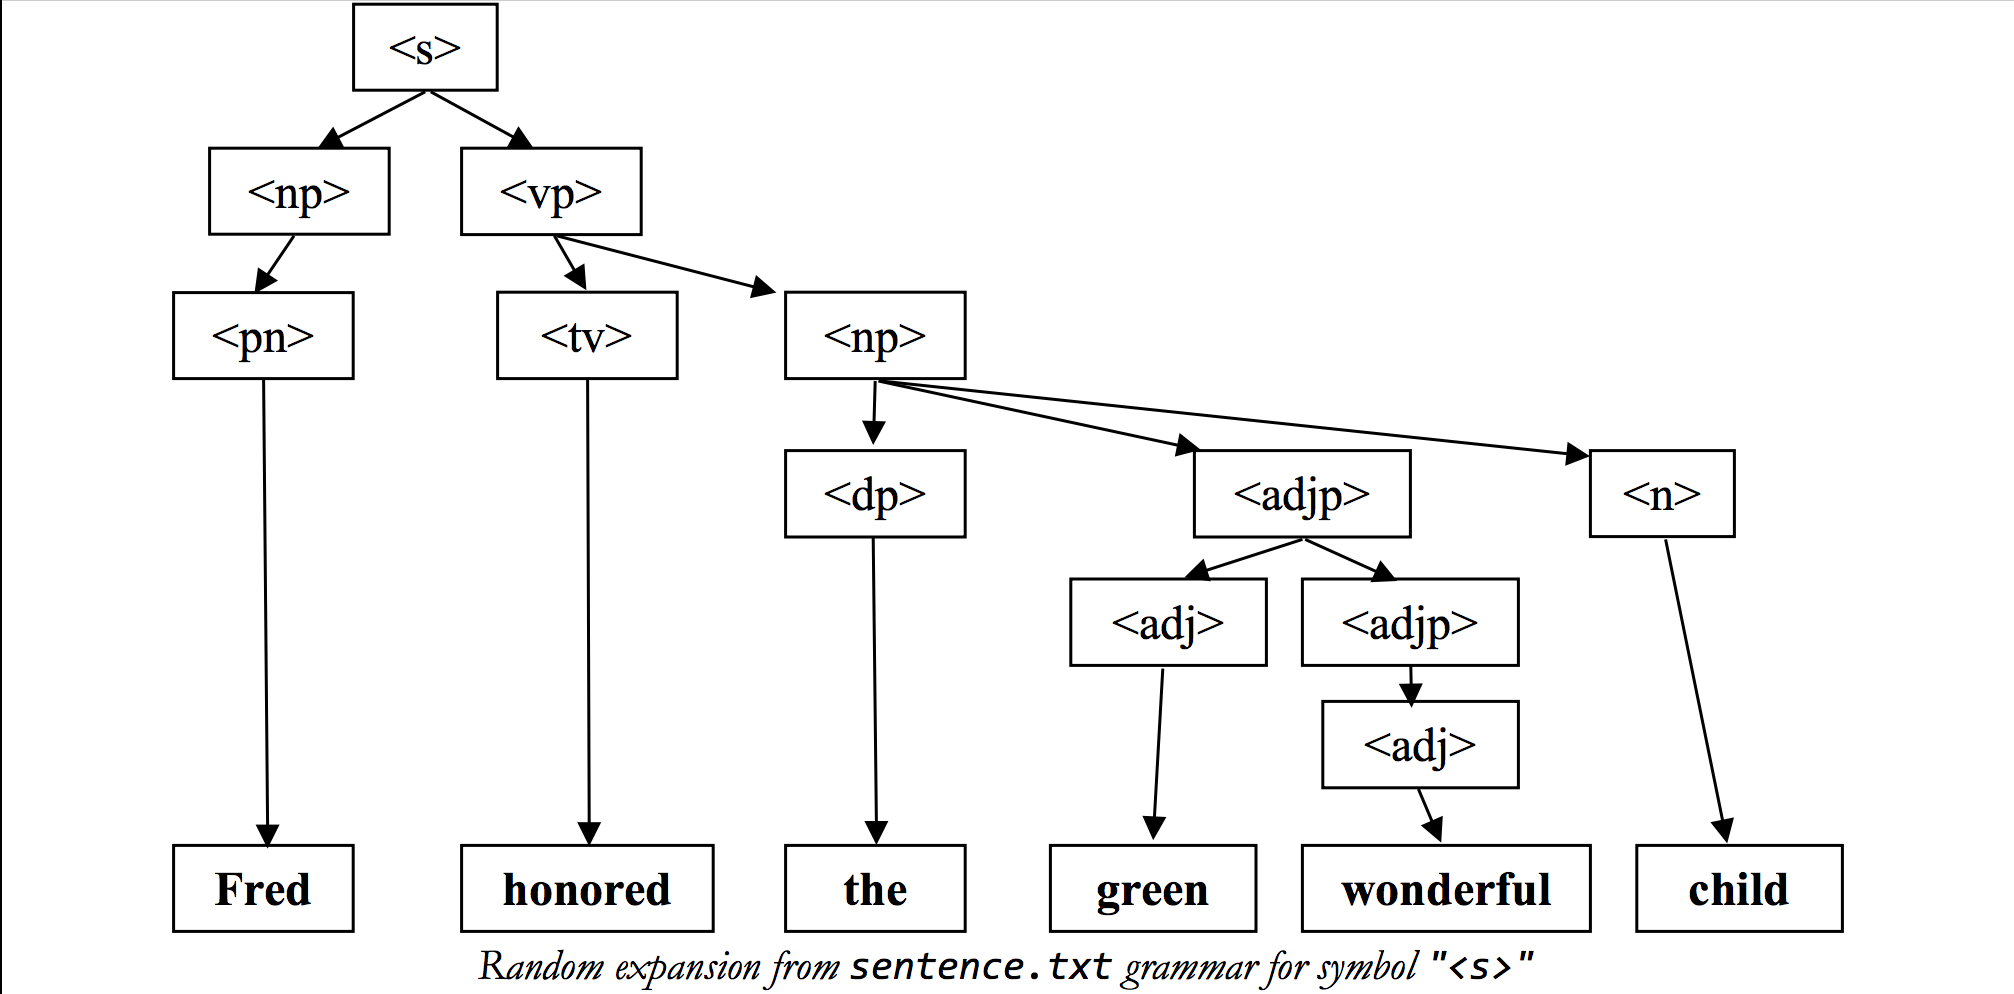 <s>
<np> <vp>
<pn> <tv> <np>
<dp> <adjp> <n>
<adj> <adjp>
<adj>
Fred honored the green wonderful child
Random expansion from sentence.txt grammar for symbol "<s>"